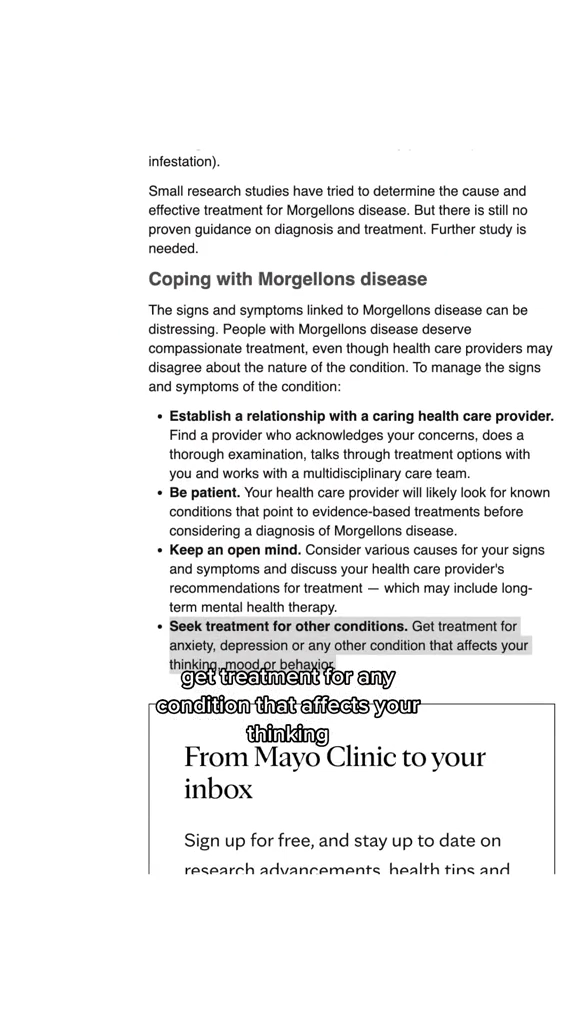 infestation).
Small research studies have tried to determine the cause and
effective treatment for Morgellons disease. But there is still no
proven guidance on diagnosis and treatment. Further study is
needed.
Coping with Morgellons disease
The signs and symptoms linked to Morgellons disease can be
distressing. People with Morgellons disease deserve
compassionate treatment, even though health care providers may
disagree about the nature of the condition. To manage the signs
and symptoms of the condition:
• Establish a relationship with a caring health care provider.
Find a provider who acknowledges your concerns, does a
thorough examination, talks through treatment options with
you and works with a multidisciplinary care team.
• Be patient. Your health care provider will likely look for known
conditions that point to evidence-based treatments before
considering a diagnosis of Morgellons disease.
• Keep an open mind. Consider various causes for your signs
and symptoms and discuss your health care provider's
recommendations for treatment — which may include long-
term mental health therapy.
• Seek treatment for other conditions. Get treatment for
anxiety, depression or any other condition that affects your
thinking, mood or behavior.
get treatment for any
condition that affects your
thinking
From Mayo Clinic to your
inbox
Sign up for free, and stay up to date on
research advancements, health tips and